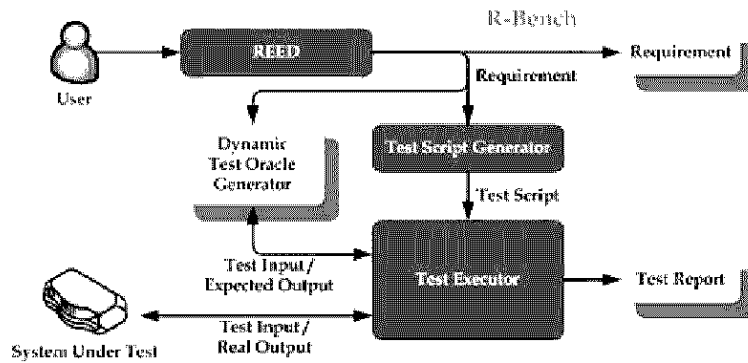 R-Bench
REED
Requirement
User
Requirement
Dynamic
Test Oracle
Generator
Test Script Generator
Test Script
Test Input/
Expected Output
Test Executor
Test Report
System Under Test
Test Input/
Real Output